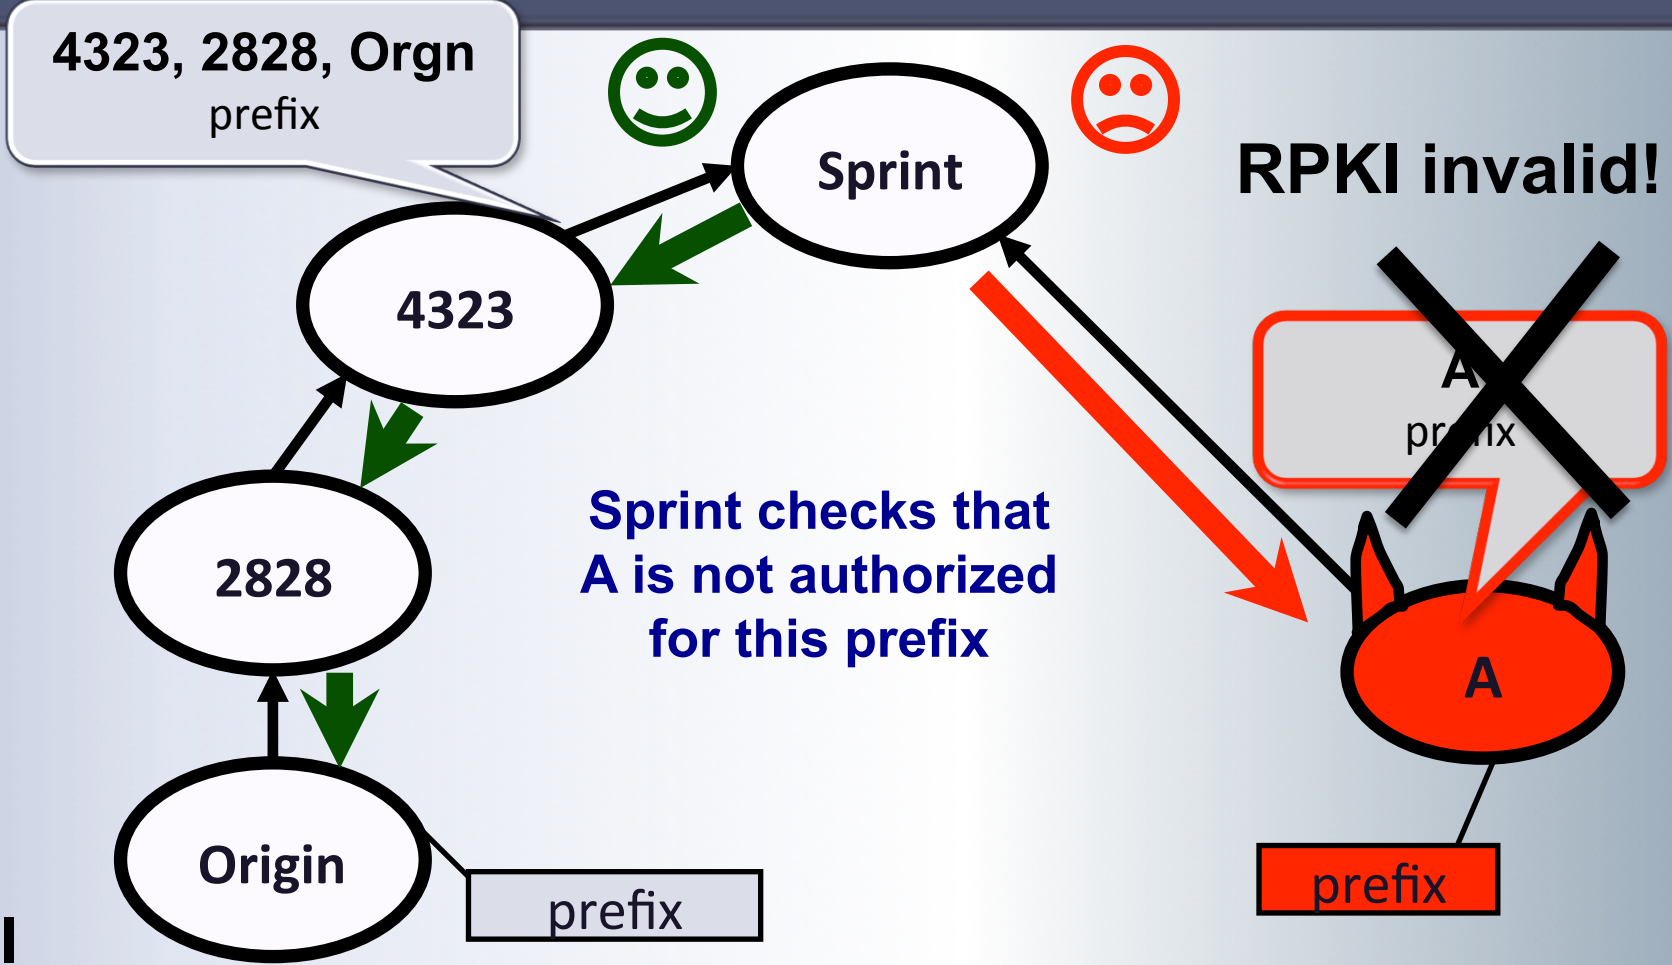 4323, 2828, Orgn
prefix
Sprint
RPKI invalid!
4323
A
prefix
Sprint checks that
A is not authorized
for this prefix
2828
A
Origin
prefix
prefix